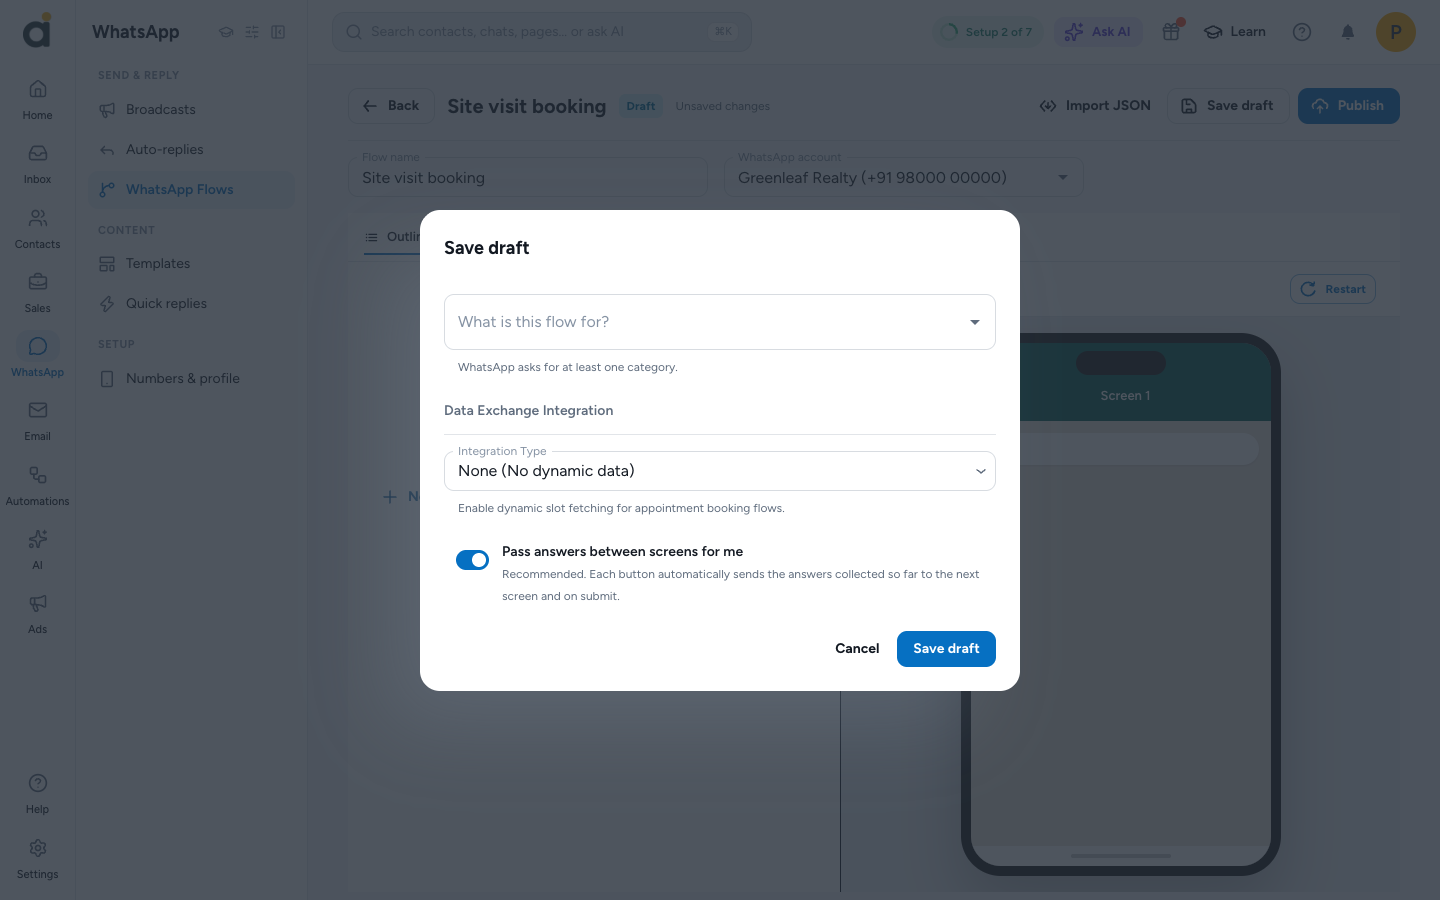 WhatsApp
Search contacts, chats, pages... or ask AI
⌘K
Setup 2 of 7
Ask AI
Learn
P
Home
Inbox
Contacts
Sales
WhatsApp
Email
Automations
AI
Ads
Help
Settings
SEND & REPLY
Broadcasts
Auto-replies
WhatsApp Flows
CONTENT
Templates
Quick replies
SETUP
Numbers & profile
Back
Site visit booking
Draft
Unsaved changes
Import JSON
Save draft
Publish
Flow name
Site visit booking
WhatsApp account
Greenleaf Realty (+91 98000 00000)
Restart
Screen 1
Save draft
What is this flow for?
WhatsApp asks for at least one category.
Data Exchange Integration
Integration Type
None (No dynamic data)
Enable dynamic slot fetching for appointment booking flows.
Pass answers between screens for me
Recommended. Each button automatically sends the answers collected so far to the next
screen and on submit.
Cancel
Save draft